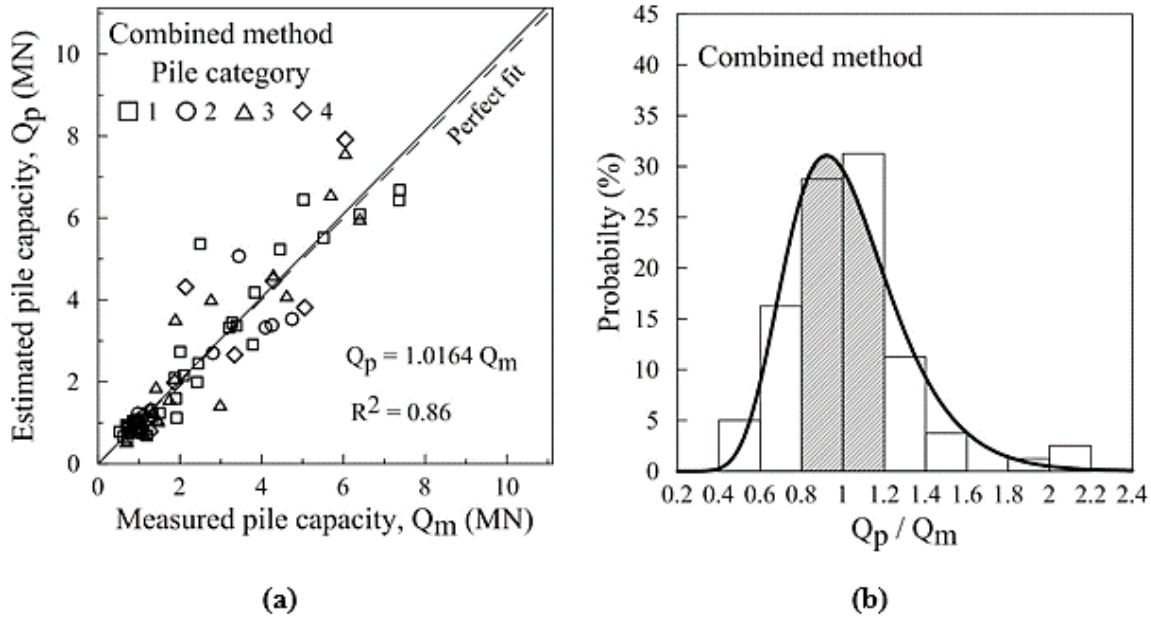 Combined method
Pile category
1 2 3 4
Perfect fit
Qp = 1.0164 Qm
R² = 0.86
Estimated pile capacity, Qp (MN)
10
8
6
4
2
0
0 2 4 6 8 10
Measured pile capacity, Qm (MN)
(a)
Combined method
Probabilty (%)
45
40
35
30
25
20
15
10
5
0
0.2 0.4 0.6 0.8 1 1.2 1.4 1.6 1.8 2 2.2 2.4
Qp / Qm
(b)